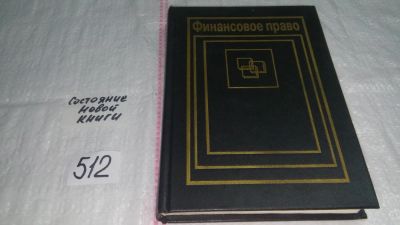 Финансовое право
состояние
новой
книги
512